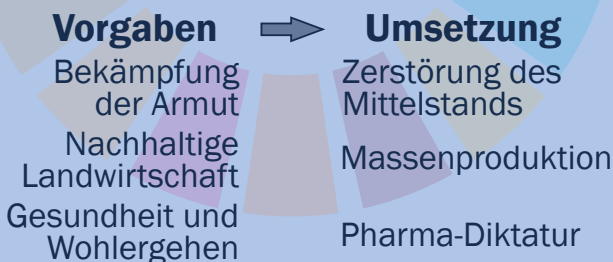 Vorgaben Umsetzung
Bekämpfung
der Armut
Zerstörung des
Mittelstands
Nachhaltige
Landwirtschaft
Massenproduktion
Gesundheit und
Wohlergehen
Pharma-Diktatur